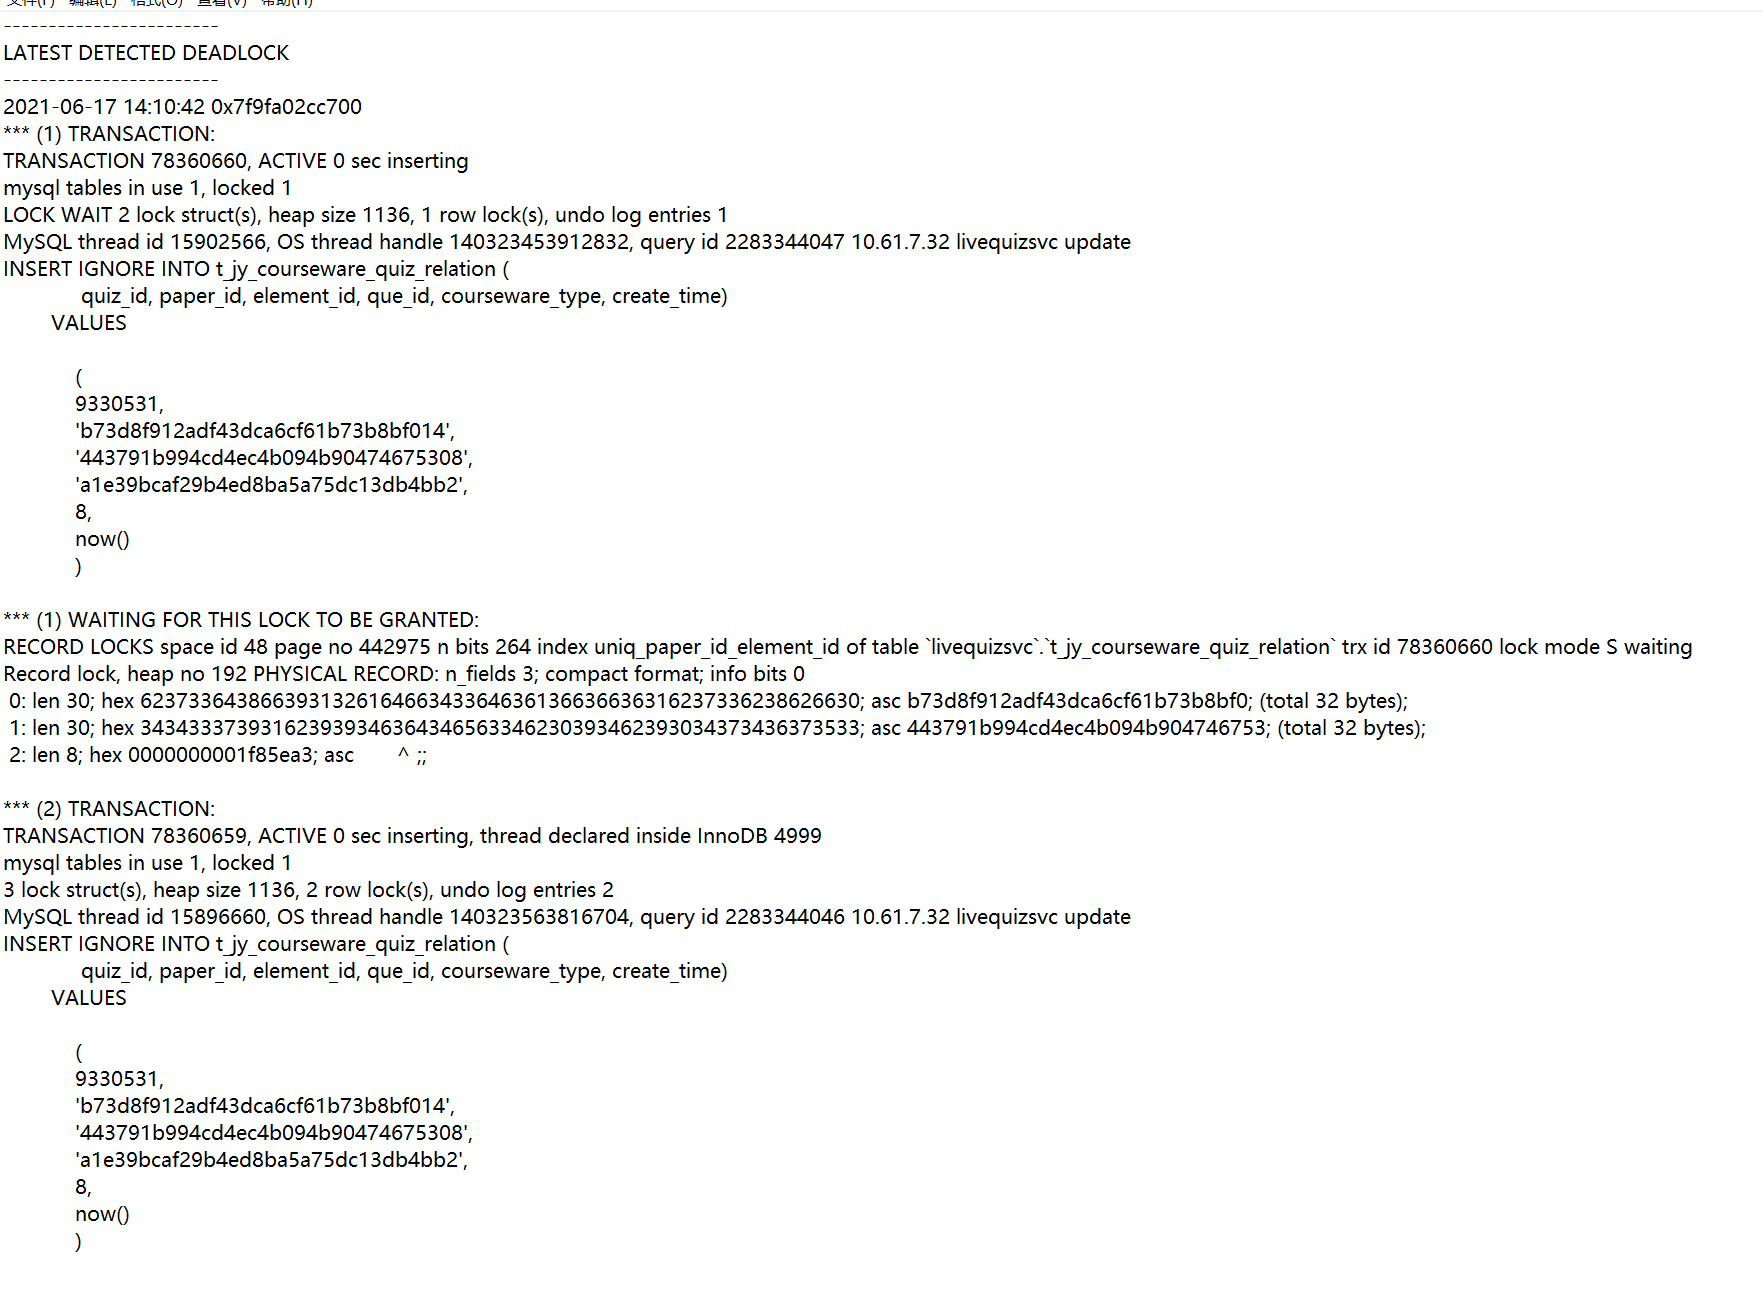 文件(F) 编辑(E) 格式(O) 查看(V) 帮助(H)
------------------------
LATEST DETECTED DEADLOCK
------------------------
2021-06-17 14:10:42 0x7f9fa02cc700
*** (1) TRANSACTION:
TRANSACTION 78360660, ACTIVE 0 sec inserting
mysql tables in use 1, locked 1
LOCK WAIT 2 lock struct(s), heap size 1136, 1 row lock(s), undo log entries 1
MySQL thread id 15902566, OS thread handle 140323453912832, query id 2283344047 10.61.7.32 livequizsvc update
INSERT IGNORE INTO t_jy_courseware_quiz_relation (
quiz_id, paper_id, element_id, que_id, courseware_type, create_time)
VALUES
(
9330531,
'b73d8f912adf43dca6cf61b73b8bf014',
'443791b994cd4ec4b094b90474675308',
'a1e39bcaf29b4ed8ba5a75dc13db4bb2',
8,
now()
)
*** (1) WAITING FOR THIS LOCK TO BE GRANTED:
RECORD LOCKS space id 48 page no 442975 n bits 264 index uniq_paper_id_element_id of table `livequizsvc`.`t_jy_courseware_quiz_relation` trx id 78360660 lock mode S waiting
Record lock, heap no 192 PHYSICAL RECORD: n_fields 3; compact format; info bits 0
0: len 30; hex 623733643866393132616466343364636136636636316237336238626630; asc b73d8f912adf43dca6cf61b73b8bf0; (total 32 bytes);
1: len 30; hex 343433373931623939346364346563346230393462393034373436373533; asc 443791b994cd4ec4b094b904746753; (total 32 bytes);
2: len 8; hex 0000000001f85ea3; asc ^ ;;
*** (2) TRANSACTION:
TRANSACTION 78360659, ACTIVE 0 sec inserting, thread declared inside InnoDB 4999
mysql tables in use 1, locked 1
3 lock struct(s), heap size 1136, 2 row lock(s), undo log entries 2
MySQL thread id 15896660, OS thread handle 140323563816704, query id 2283344046 10.61.7.32 livequizsvc update
INSERT IGNORE INTO t_jy_courseware_quiz_relation (
quiz_id, paper_id, element_id, que_id, courseware_type, create_time)
VALUES
(
9330531,
'b73d8f912adf43dca6cf61b73b8bf014',
'443791b994cd4ec4b094b90474675308',
'a1e39bcaf29b4ed8ba5a75dc13db4bb2',
8,
now()
)